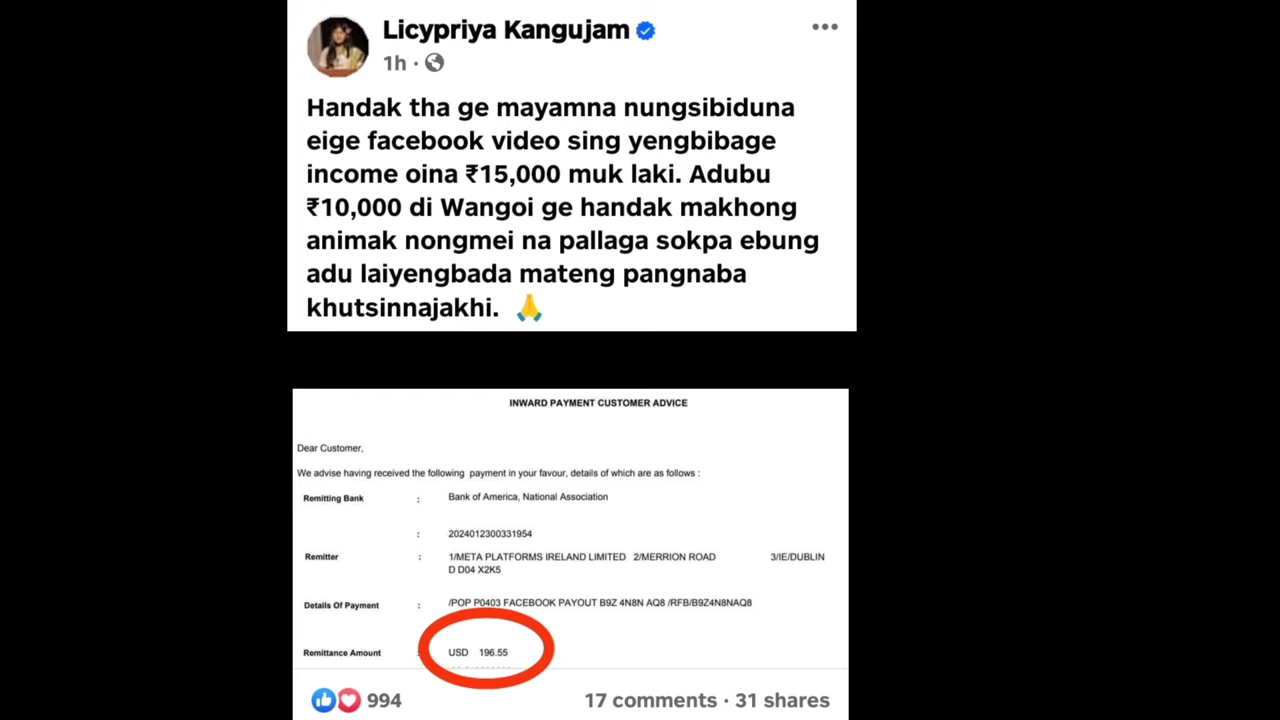 Licypriya Kangujam
1h ·
Handak tha ge mayamna nungsibiduna
eige facebook video sing yengbibage
income oina ₹15,000 muk laki. Adubu
₹10,000 di Wangoi ge handak makhong
animak nongmei na pallaga sokpa ebung
adu laiyengbada mateng pangnaba
khutsinnajakhi. 🙏
INWARD PAYMENT CUSTOMER ADVICE
Dear Customer,
We advise having received the following payment in your favour, details of which are as follows :
Remitting Bank : Bank of America, National Association
: 2024012300331954
Remitter : 1/META PLATFORMS IRELAND LIMITED 2/MERRION ROAD 3/IE/DUBLIN
D D04 X2K5
Details Of Payment : /POP P0403 FACEBOOK PAYOUT B9Z 4N8N AQ8 /RFB/B9Z4N8NAQ8
Remittance Amount : USD 196.55
994 17 comments · 31 shares